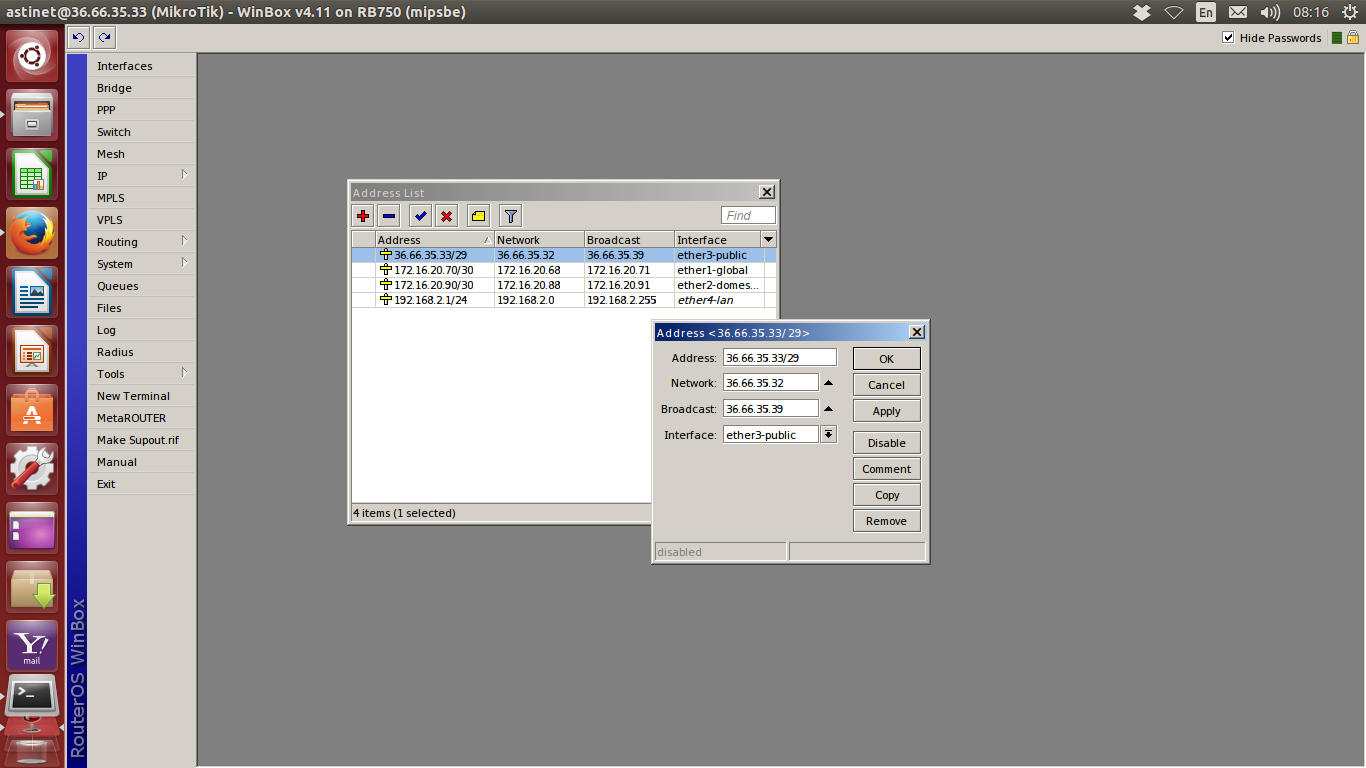 astinet@36.66.35.33 (MikroTik) - WinBox v4.11 on RB750 (mipsbe)
En
08:16
Hide Passwords
Interfaces
Bridge
PPP
Switch
Mesh
IP
MPLS
VPLS
Routing
System
Queues
Files
Log
Radius
Tools
New Terminal
MetaROUTER
Make Supout.rif
Manual
Exit
RouterOS WinBox
Address List
Find
Address Network Broadcast Interface
36.66.35.33/29 36.66.35.32 36.66.35.39 ether3-public
172.16.20.70/30 172.16.20.68 172.16.20.71 ether1-global
172.16.20.90/30 172.16.20.88 172.16.20.91 ether2-domes...
192.168.2.1/24 192.168.2.0 192.168.2.255 ether4-lan
4 items (1 selected)
Address <36.66.35.33/29>
Address: 36.66.35.33/29
Network: 36.66.35.32
Broadcast: 36.66.35.39
Interface: ether3-public
OK
Cancel
Apply
Disable
Comment
Copy
Remove
disabled
A
Y!
mail
>_